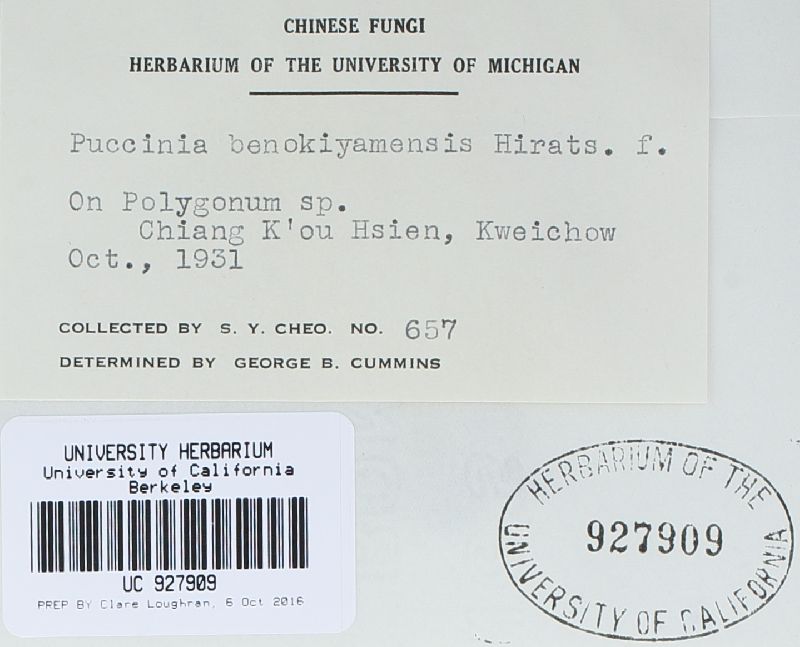 CHINESE FUNGI
HERBARIUM OF THE UNIVERSITY OF MICHIGAN
Puccinia benokiyamensis Hirats. f.
On Polygonum sp.
Chiang K'ou Hsien, Kweichow
Oct., 1931
COLLECTED BY S. Y. CHEO. NO. 657
DETERMINED BY GEORGE B. CUMMINS
UNIVERSITY HERBARIUM
University of California
Berkeley
UC 927909
PREP BY Clare Loughran, 6 Oct 2016
HERBARIUM OF THE
927909
UNIVERSITY OF CALIFORNIA